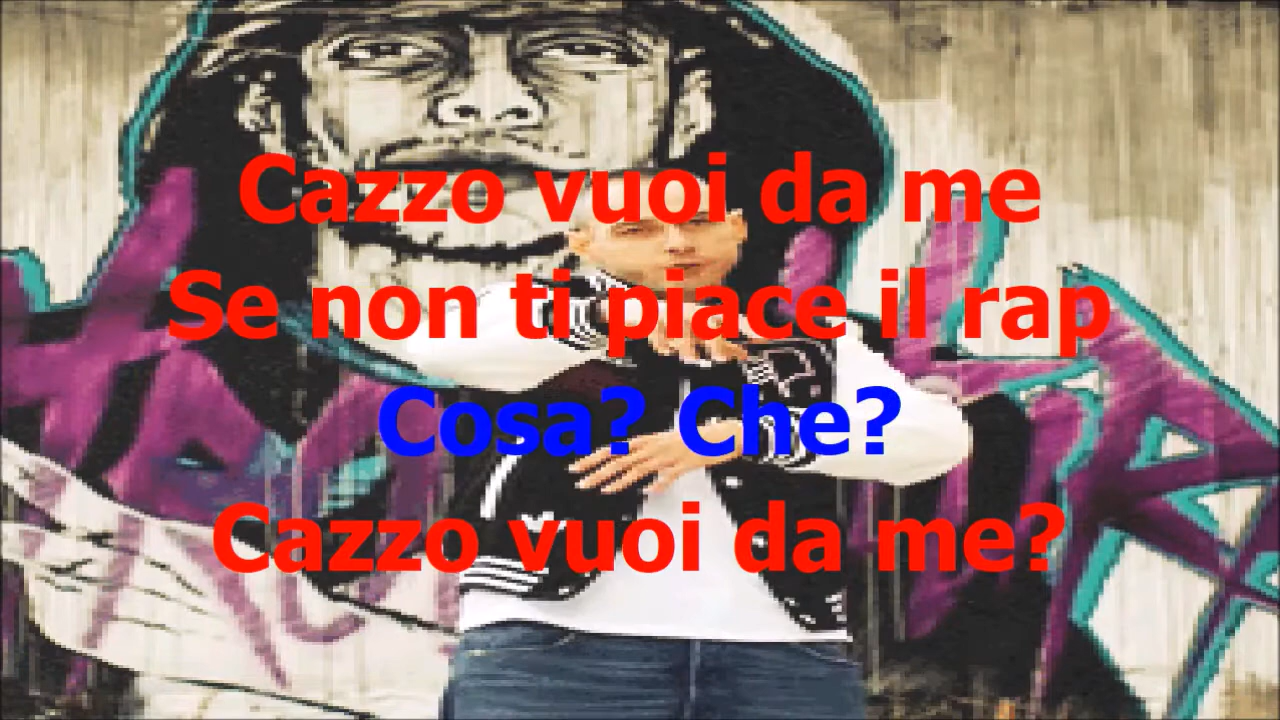 Cazzo vuoi da me
Se non ti piace il rap
Cosa? Che?
Cazzo vuoi da me?